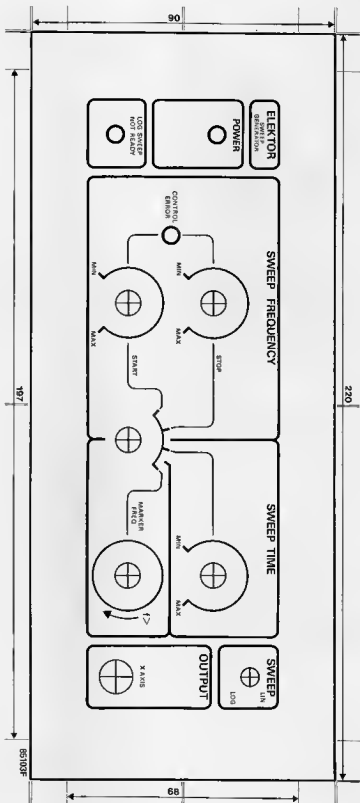 90
220
197
68
ELEKTOR
SWEEP
GENERATOR
POWER
LOG SWEEP
NOT READY
SWEEP FREQUENCY
CONTROL
ERROR
MIN
MAX
STOP
MIN
MAX
START
SWEEP TIME
MIN
MAX
MARKER
FREQ
f>
SWEEP
LIN
LOG
OUTPUT
X AXIS
85103F